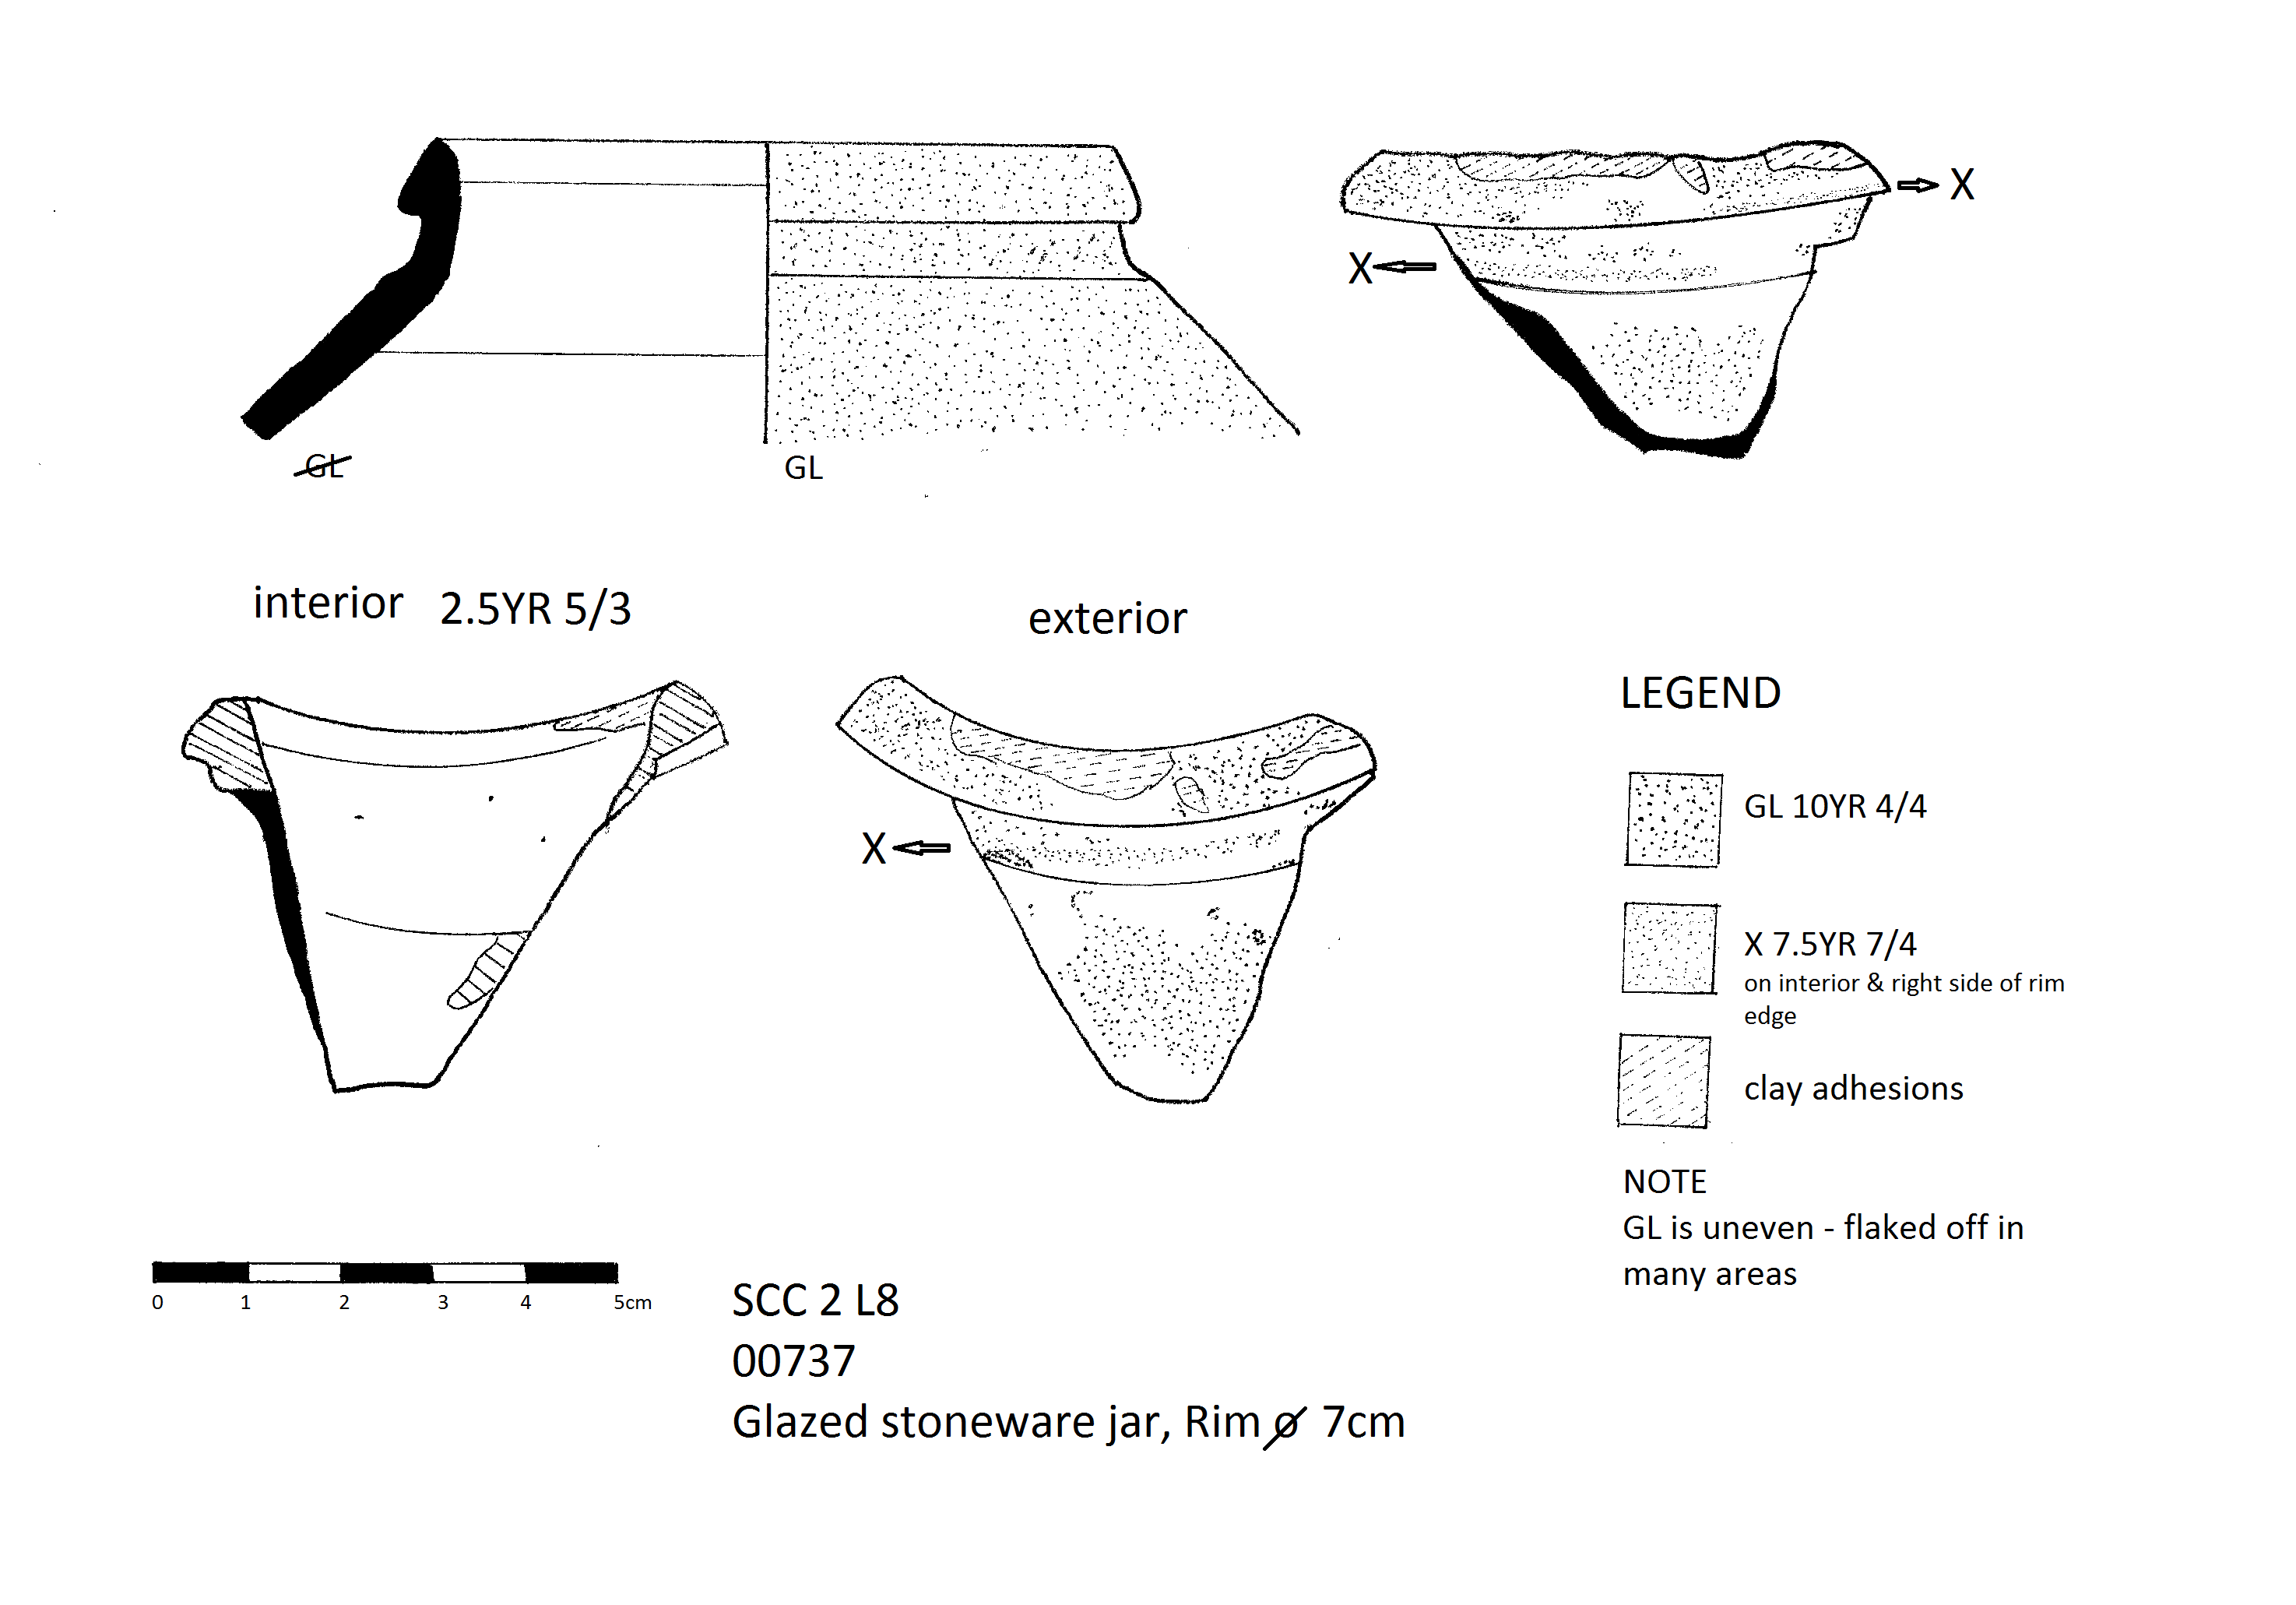 GL
GL
X
X
interior 2.5YR 5/3
exterior
X
LEGEND
GL 10YR 4/4
X 7.5YR 7/4
on interior & right side of rim
edge
clay adhesions
NOTE
GL is uneven - flaked off in
many areas
0 1 2 3 4 5cm
SCC 2 L8
00737
Glazed stoneware jar, Rim ø 7cm